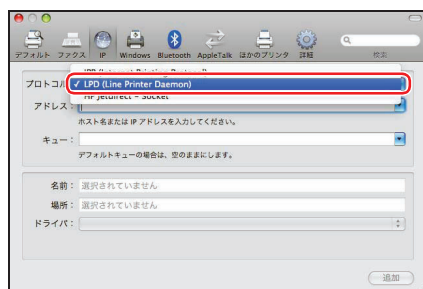 デフォルト ファクス IP Windows Bluetooth AppleTalk ほかのプリンタ 詳細 検索
プロトコル
✓ LPD (Line Printer Daemon)
HP Jetdirect – Socket
アドレス：
ホスト名または IP アドレスを入力してください。
キュー：
デフォルトキューの場合は、空のままにします。
名前： 選択されていません
場所： 選択されていません
ドライバ：
追加